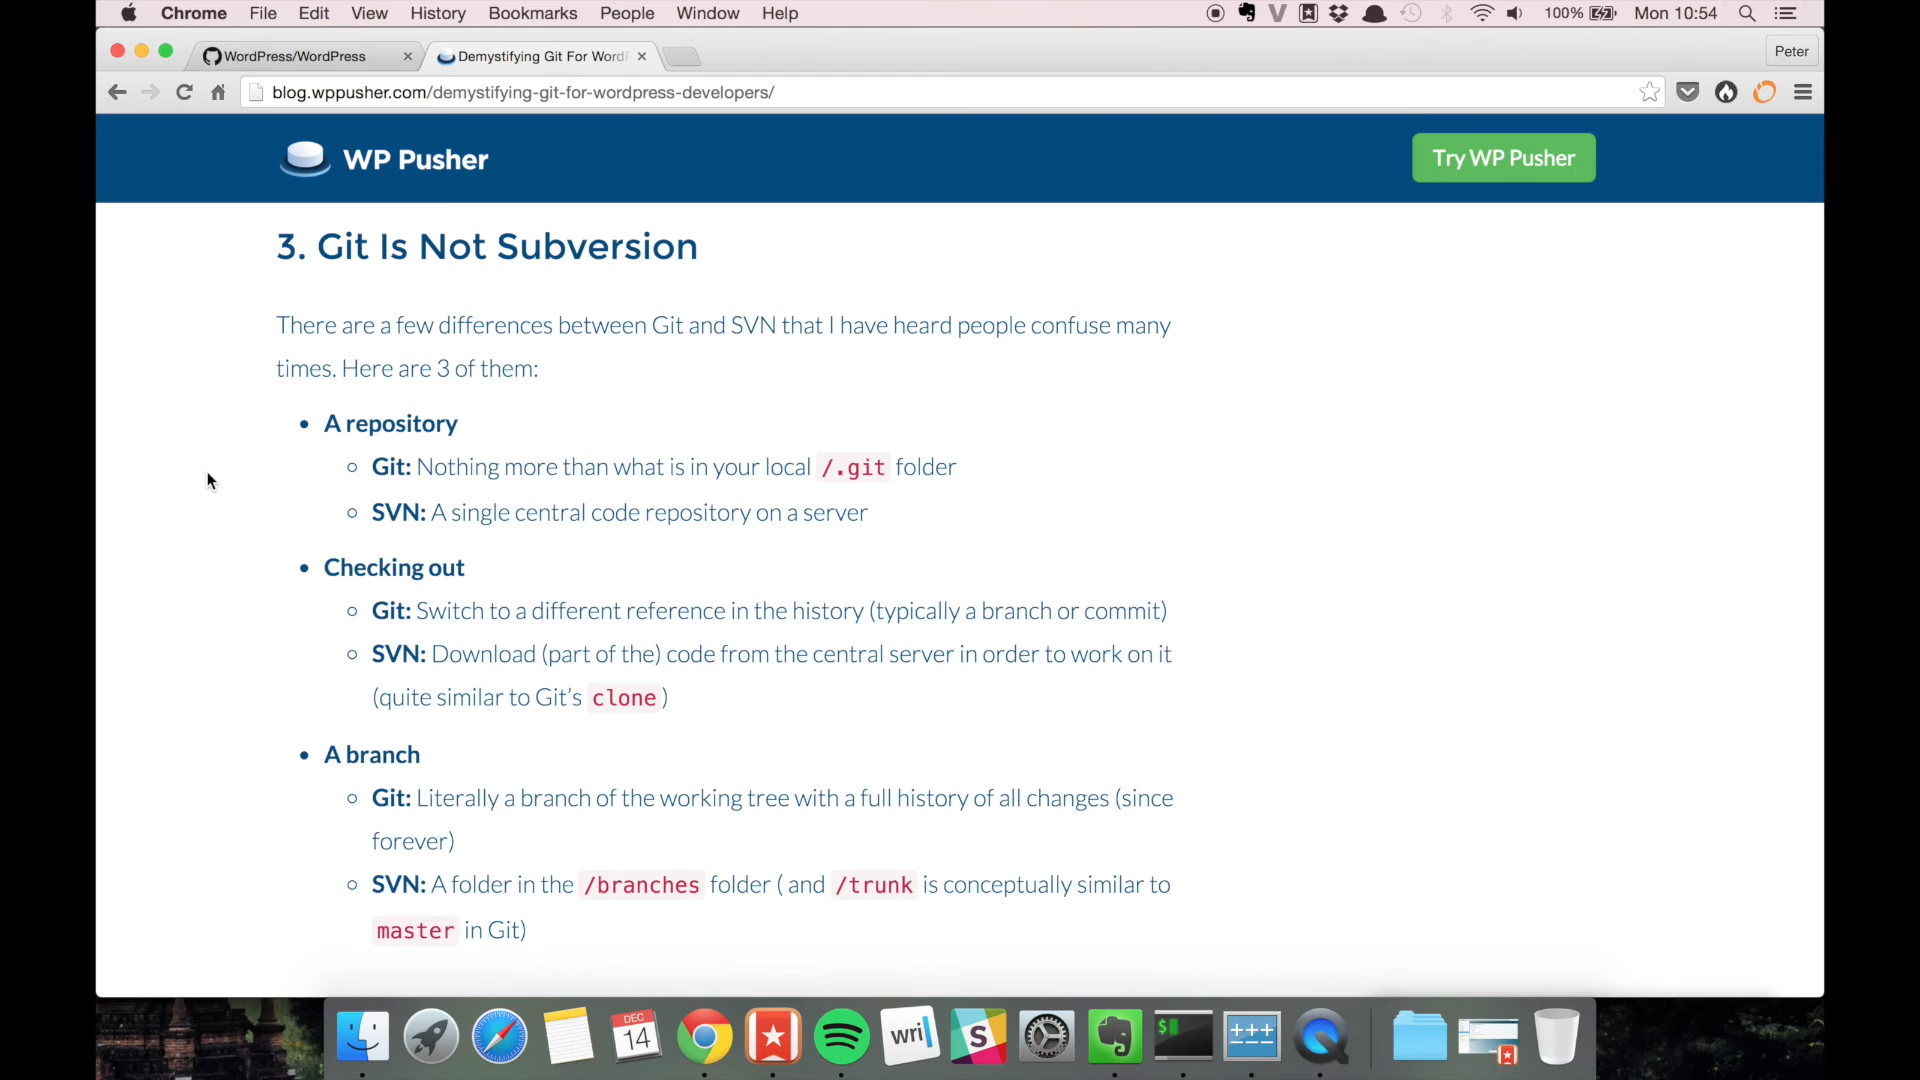 Chrome File Edit View History Bookmarks People Window Help 100% Mon 10:54
WordPress/WordPress
Demystifying Git For Word
Peter
blog.wppusher.com/demystifying-git-for-wordpress-developers/
WP Pusher
Try WP Pusher
3. Git Is Not Subversion
There are a few differences between Git and SVN that I have heard people confuse many
times. Here are 3 of them:
A repository
Git: Nothing more than what is in your local /.git folder
SVN: A single central code repository on a server
Checking out
Git: Switch to a different reference in the history (typically a branch or commit)
SVN: Download (part of the) code from the central server in order to work on it
(quite similar to Git’s clone )
A branch
Git: Literally a branch of the working tree with a full history of all changes (since
forever)
SVN: A folder in the /branches folder ( and /trunk is conceptually similar to
master in Git)
DEC
14
wri
S
$